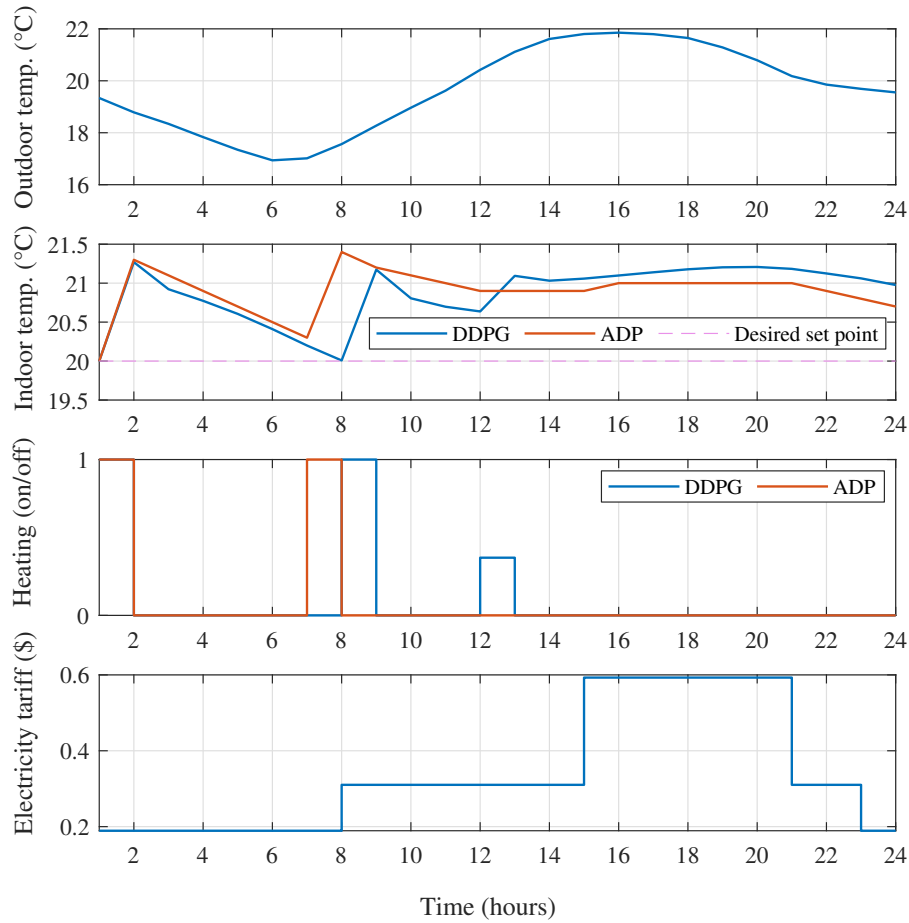 Outdoor temp. (°C)
22
20
18
16
2 4 6 8 10 12 14 16 18 20 22 24
Indoor temp. (°C)
21.5
21
20.5
20
19.5
DDPG ADP Desired set point
2 4 6 8 10 12 14 16 18 20 22 24
Heating (on/off)
1
0
DDPG ADP
2 4 6 8 10 12 14 16 18 20 22 24
Electricity tariff ($)
0.6
0.4
0.2
2 4 6 8 10 12 14 16 18 20 22 24
Time (hours)